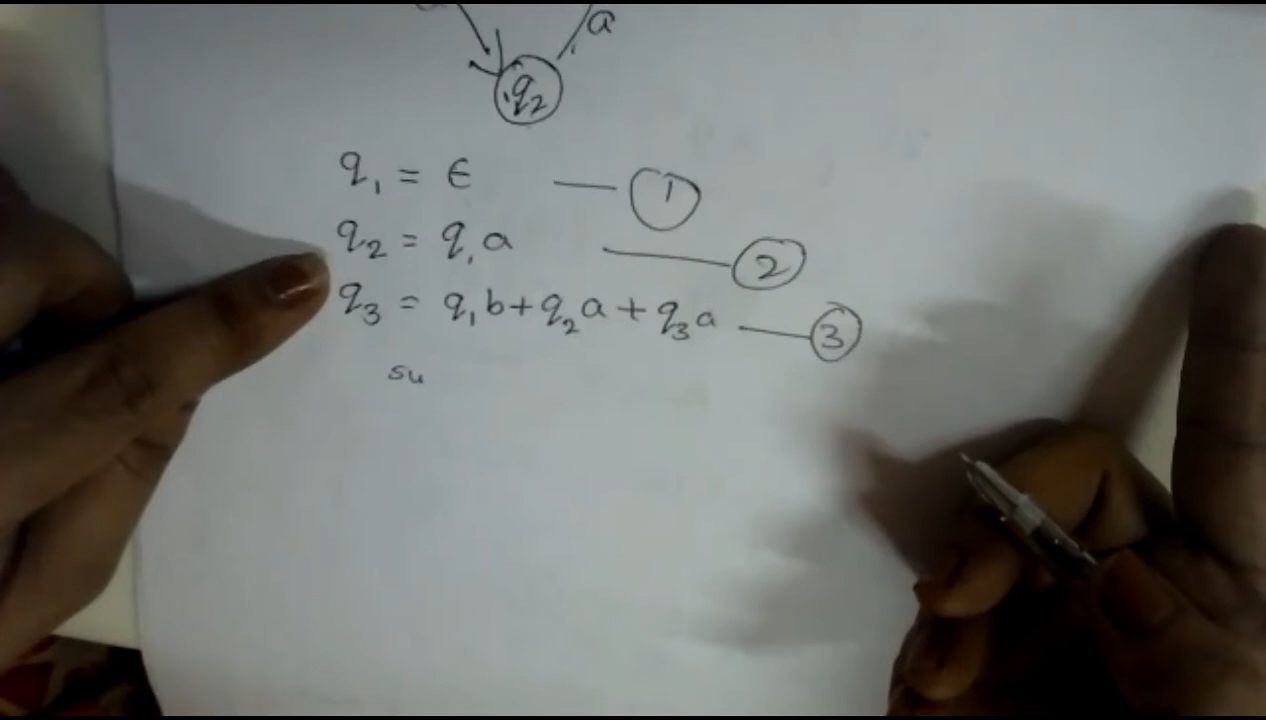 a
q2
q1 = ϵ — 1
q2 = q1a — 2
q3 = q1b + q2a + q3a — 3
su